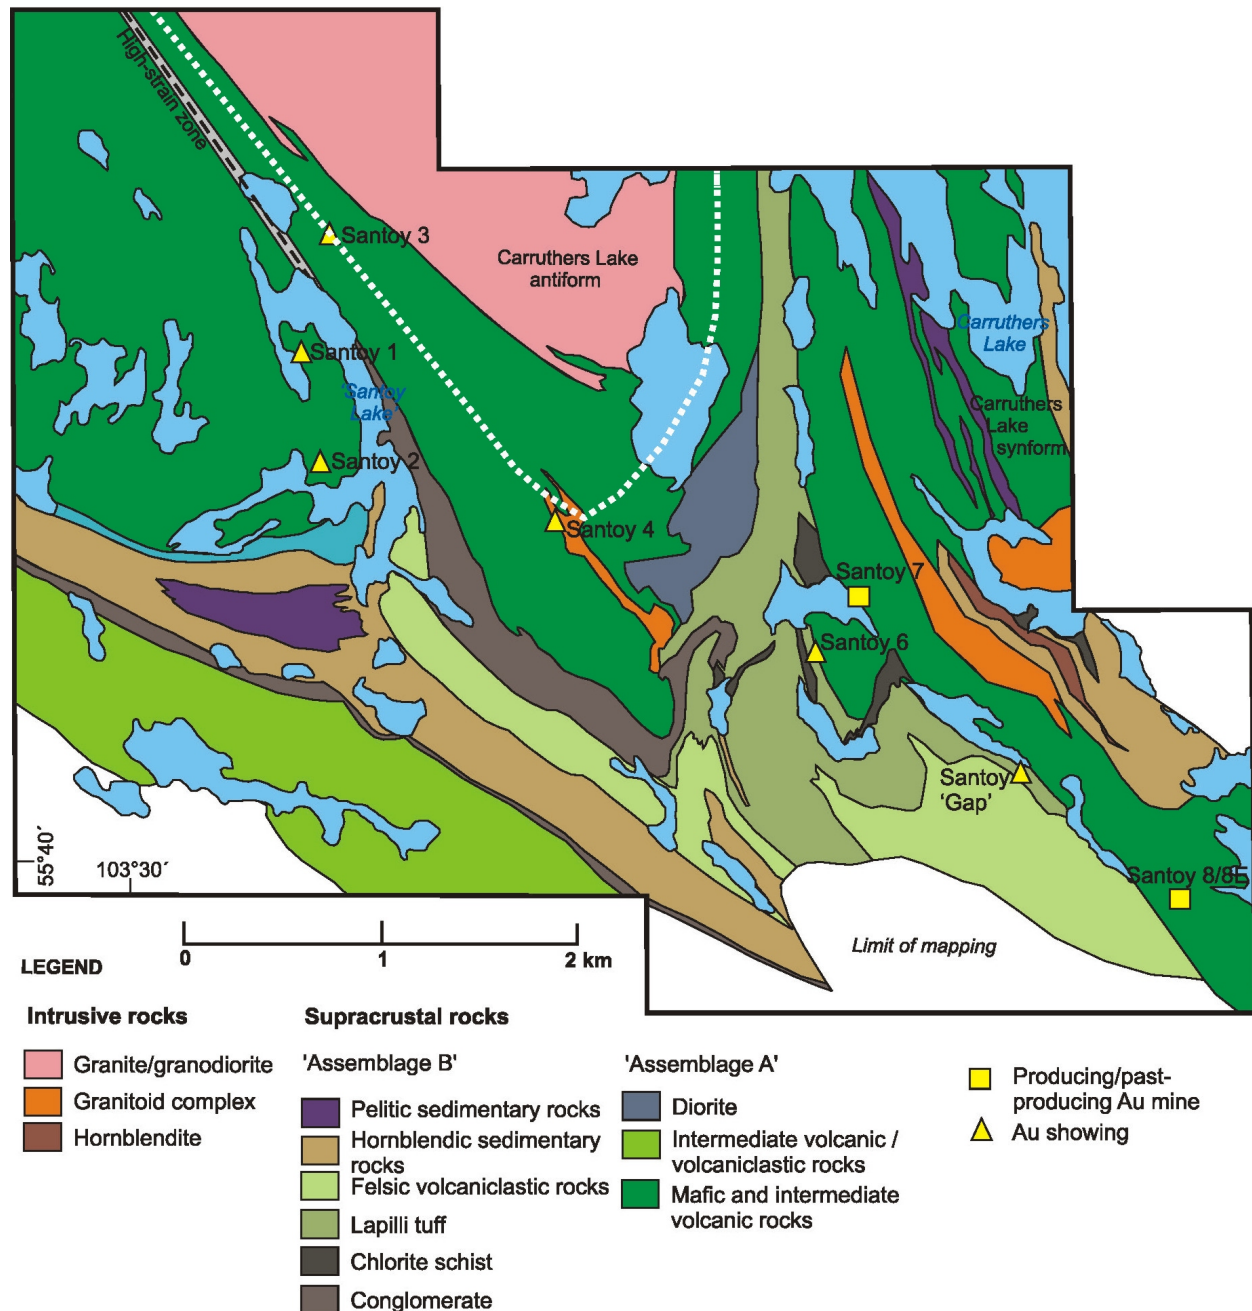 High-strain zone
Santoy 3
Carruthers Lake
antiform
Carruthers
Lake
Santoy 1
'Santoy
Lake'
Carruthers
Lake
synform
Santoy 2
Santoy 4
Santoy 7
Santoy 6
Santoy
'Gap'
55°40´
103°30´
Santoy 8/8E
Limit of mapping
0
1
2 km
LEGEND
Intrusive rocks
Granite/granodiorite
Granitoid complex
Hornblendite
Supracrustal rocks
'Assemblage B'
Pelitic sedimentary rocks
Hornblendic sedimentary
rocks
Felsic volcaniclastic rocks
Lapilli tuff
Chlorite schist
Conglomerate
'Assemblage A'
Diorite
Intermediate volcanic /
volcaniclastic rocks
Mafic and intermediate
volcanic rocks
Producing/past-
producing Au mine
Au showing